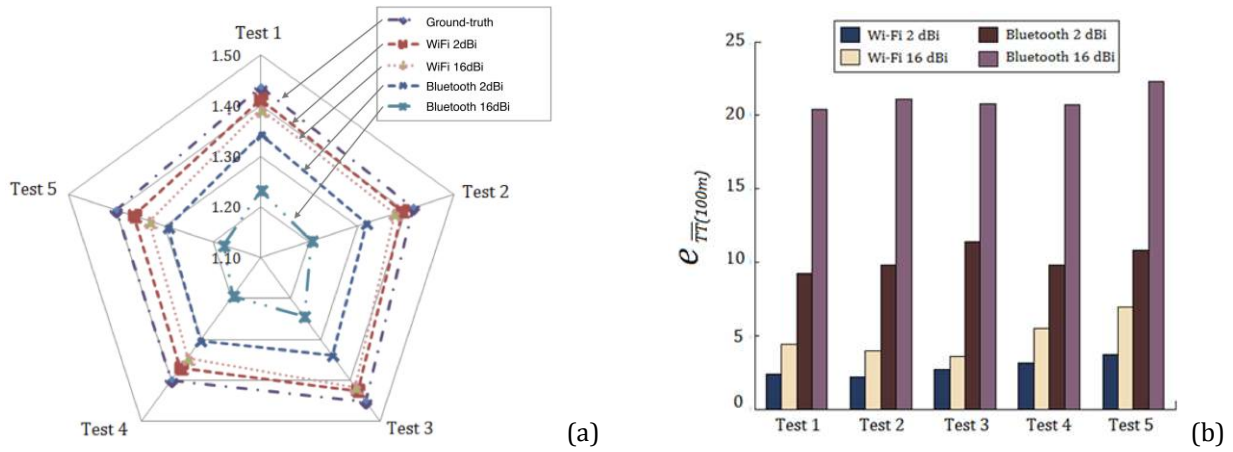 Test 1
1.50
1.40
1.30
1.20
1.10
Test 2
Test 3
Test 4
Test 5
Ground-truth
WiFi 2dBi
WiFi 16dBi
Bluetooth 2dBi
Bluetooth 16dBi
(a)
25
20
15
10
5
0
e TT(100m)
Wi-Fi 2 dBi
Bluetooth 2 dBi
Wi-Fi 16 dBi
Bluetooth 16 dBi
Test 1
Test 2
Test 3
Test 4
Test 5
(b)